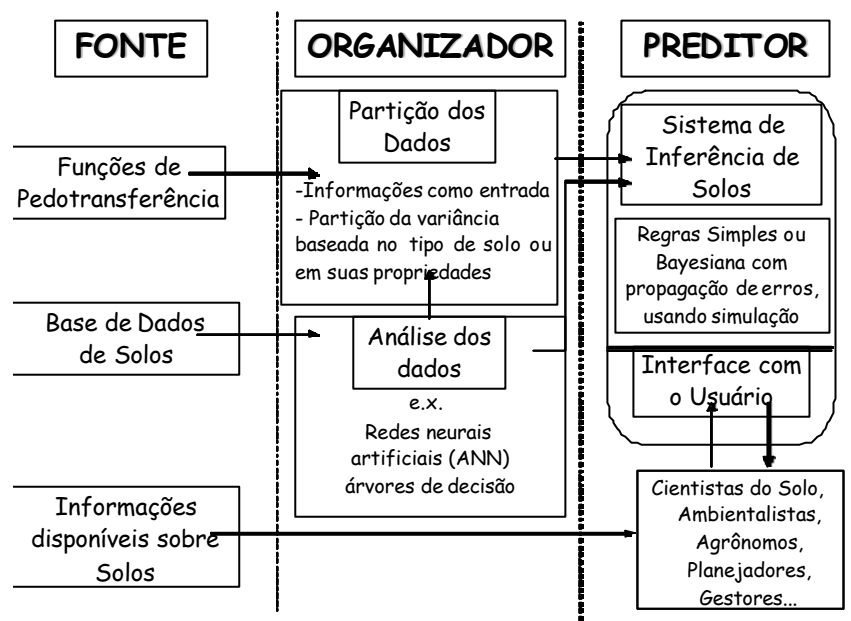 FONTE
ORGANIZADOR
PREDITOR
Funções de
Pedotransferência
Base de Dados
de Solos
Informações
disponíveis sobre
Solos
Partição dos
Dados
-Informações como entrada
- Partição da variância
baseada no tipo de solo ou
em suas propriedades
Análise dos
dados
e.x.
Redes neurais
artificiais (ANN)
árvores de decisão
Sistema de
Inferência de
Solos
Regras Simples ou
Bayesiana com
propagação de erros,
usando simulação
Interface com
o Usuário
Cientistas do Solo,
Ambientalistas,
Agrônomos,
Planejadores,
Gestores...